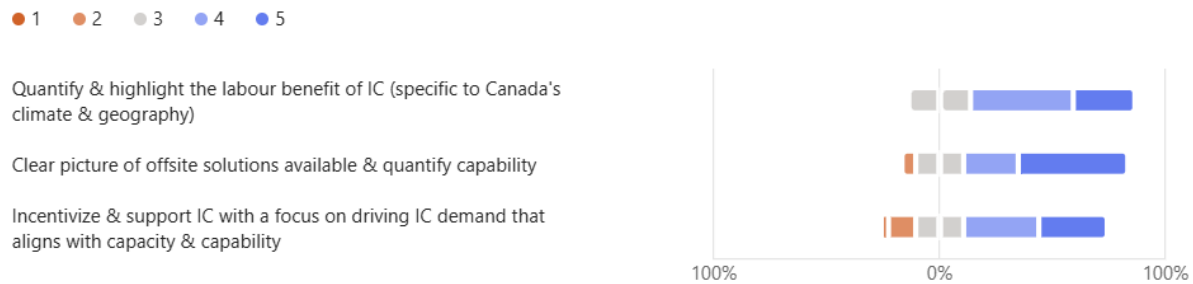 1 2 3 4 5
Quantify & highlight the labour benefit of IC (specific to Canada's
climate & geography)
Clear picture of offsite solutions available & quantify capability
Incentivize & support IC with a focus on driving IC demand that
aligns with capacity & capability
100% 0% 100%